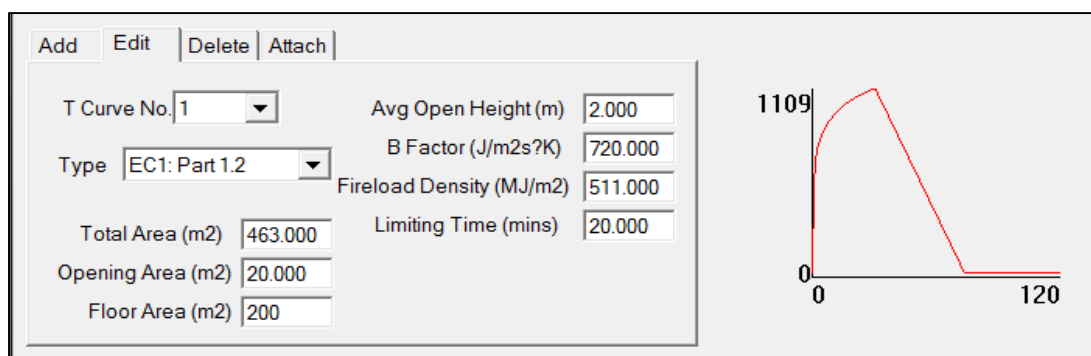 Add Edit Delete Attach
T Curve No. 1
Type EC1: Part 1.2
Total Area (m2) 463.000
Opening Area (m2) 20.000
Floor Area (m2) 200
Avg Open Height (m) 2.000
B Factor (J/m2s?K) 720.000
Fireload Density (MJ/m2) 511.000
Limiting Time (mins) 20.000
1109
0
0 120